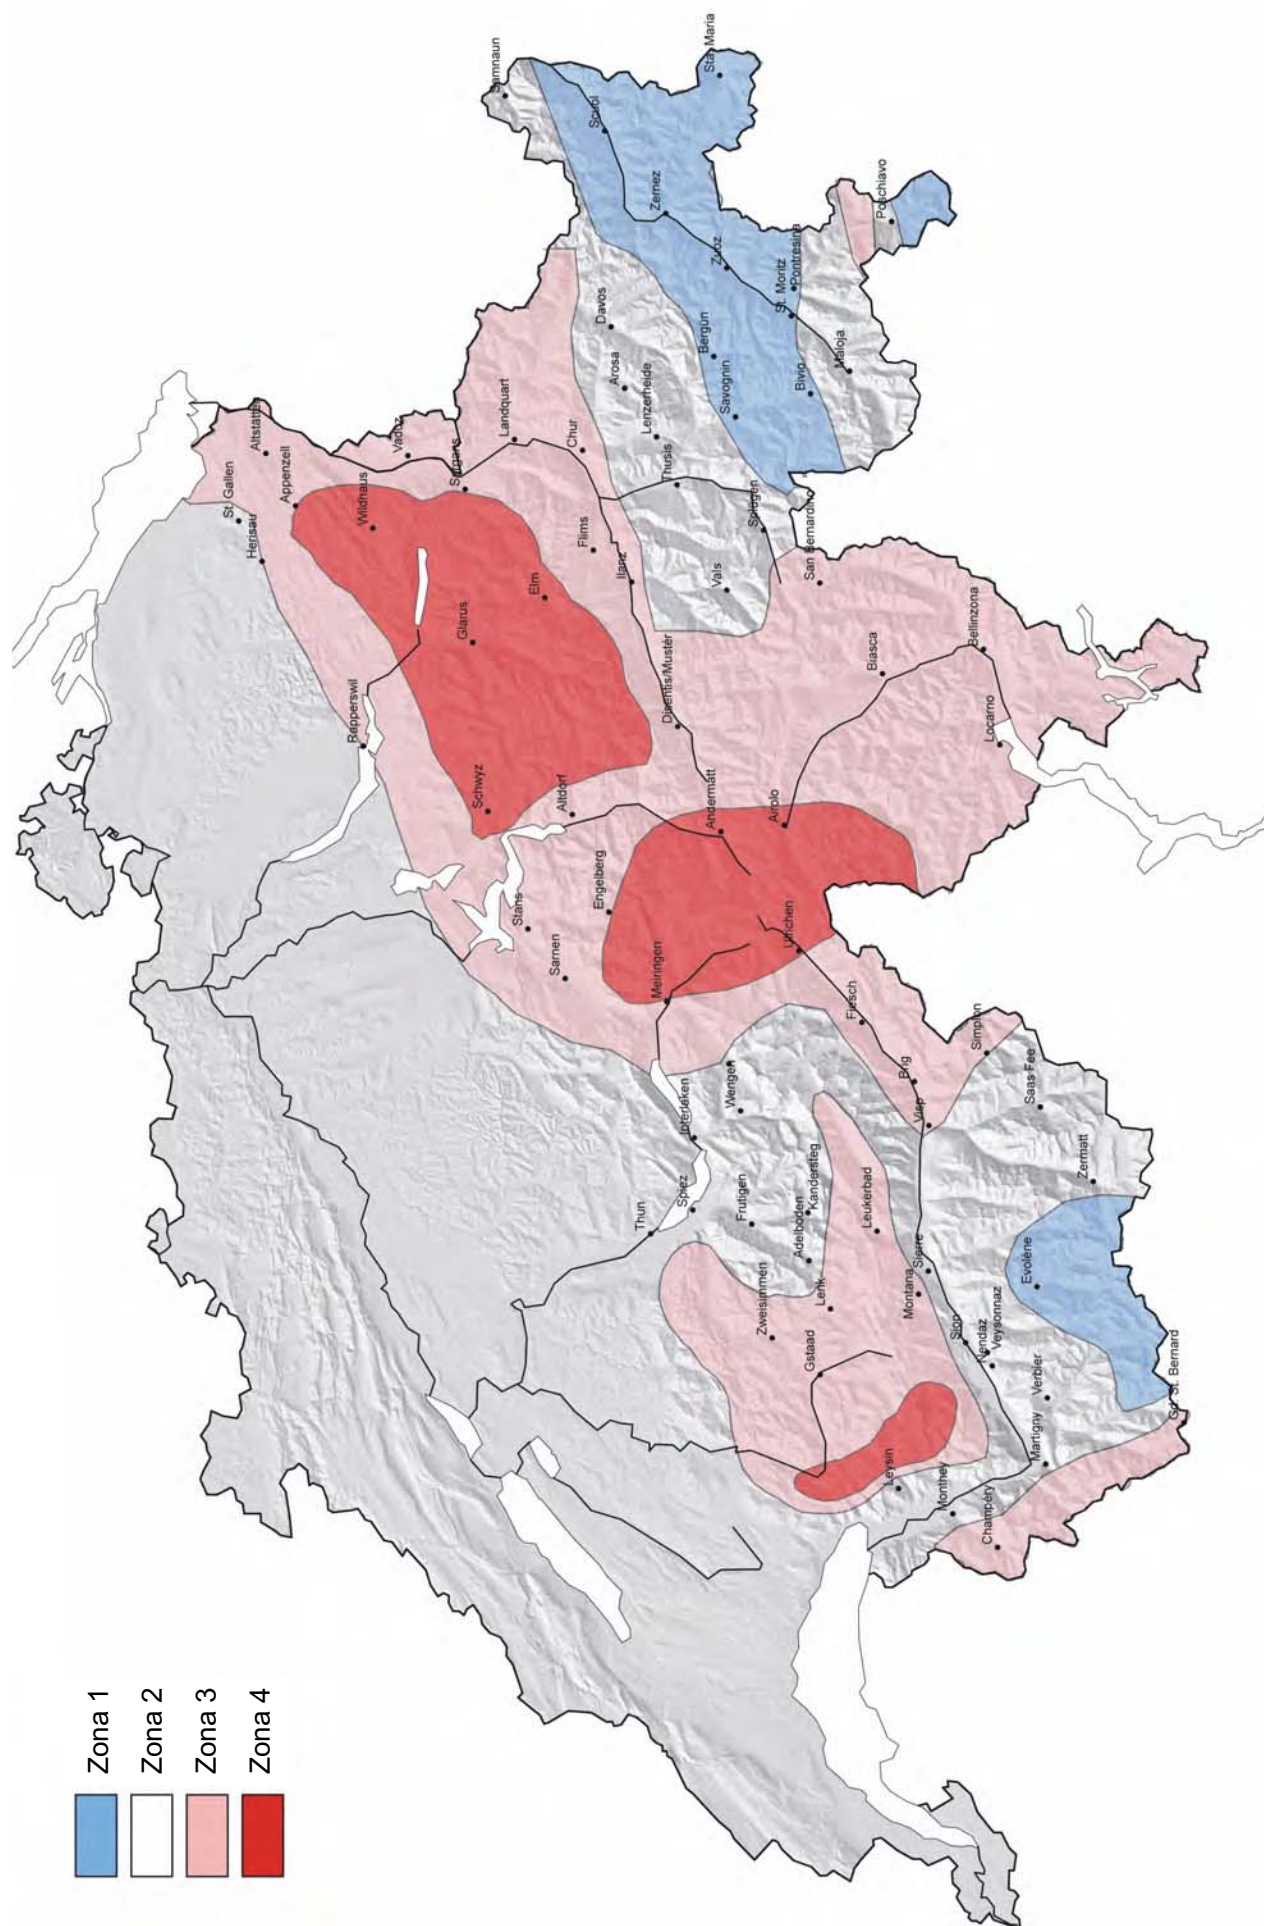 Zona 1
Zona 2
Zona 3
Zona 4
Samnaun
Sta. Maria
Scuol
Zernez
Poschiavo
Zuoz
St. Moritz
Pontresina
Davos
Bergün
Arosa
Maloja
Savognin
Bivio
Lenzerheide
Landquart
Altstätten
Vaduz
Chur
Sargans
Thusis
Appenzell
St. Gallen
Wildhaus
Splügen
Herisau
Flims
San Bernardino
Ilanz
Vals
Elm
Glarus
Bellinzona
Biasca
Disentis/Mustér
Rapperswil
Locarno
Schwyz
Altdorf
Airolo
Andermatt
Engelberg
Stans
Ulrichen
Sarnen
Meiringen
Fiesch
Simplon
Brig
Wengen
Saas Fee
Visp
Interlaken
Zermatt
Spiez
Kandersteg
Frutigen
Thun
Leukerbad
Adelboden
Sierre
Evolène
Montana
Lenk
Zweisimmen
Sion
Nendaz
Veysonnaz
Gstaad
Verbier
Gd. St. Bernard
Martigny
Leysin
Monthey
Champéry